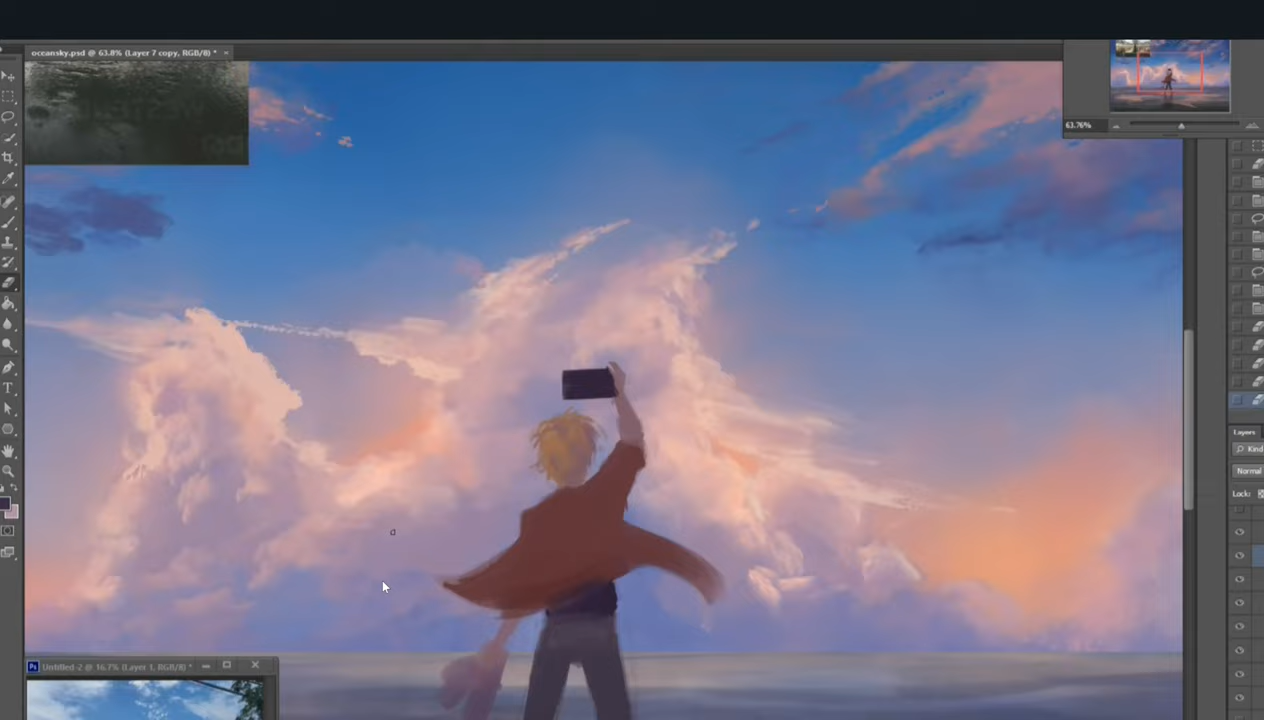 oceansky.psd @ 63.8% (Layer 7 copy, RGB/8) *
63.76%
Layers
Kind
Normal
Lock:
Ps Untitled-2 @ 16.7% (Layer 1, RGB/8) *